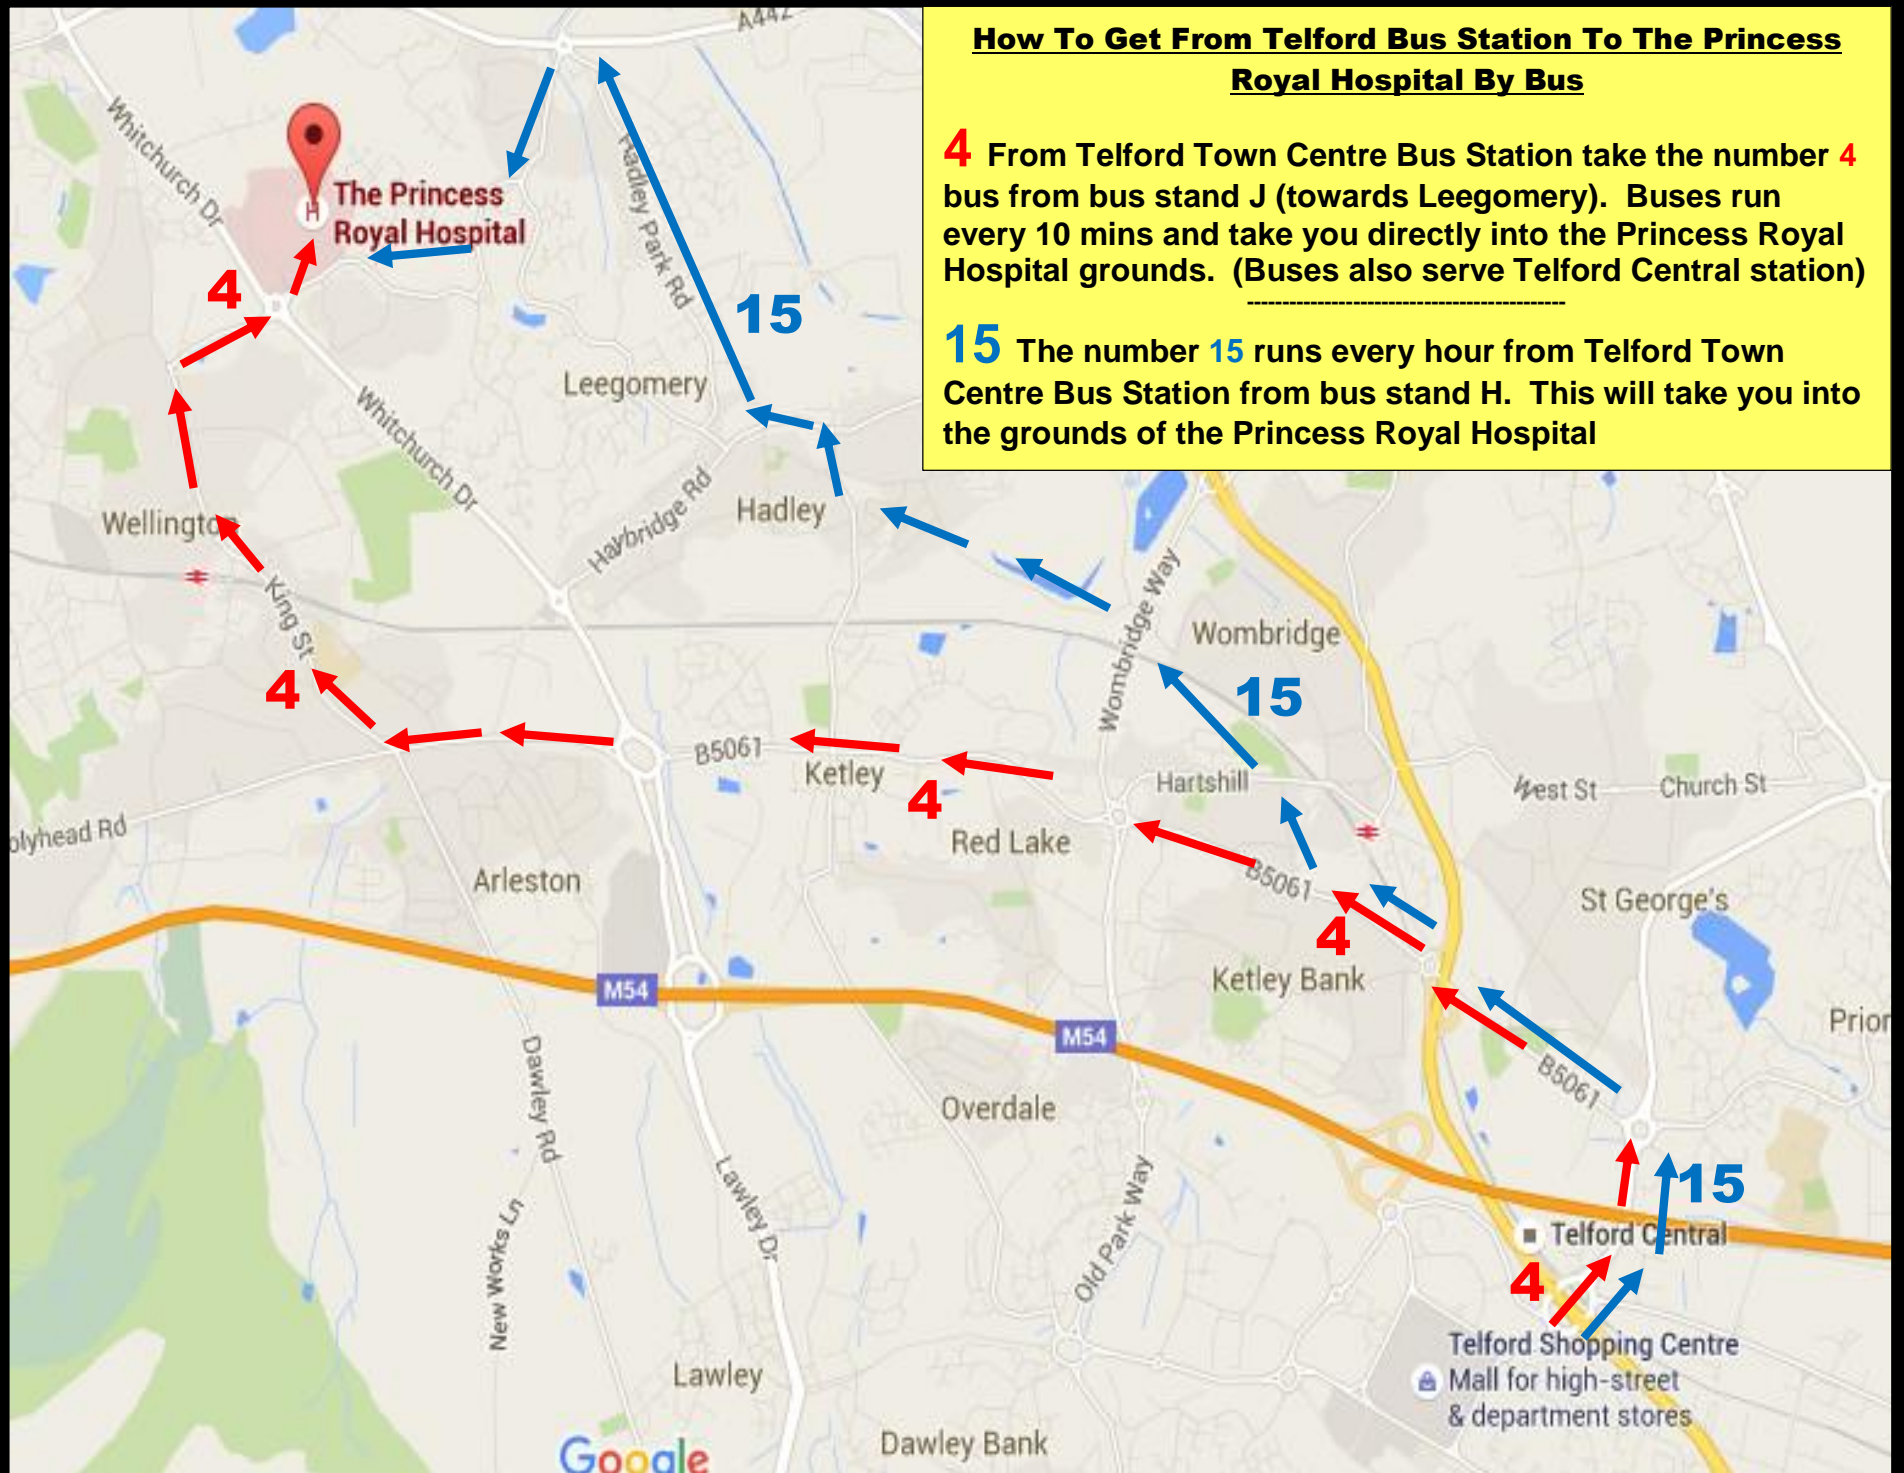 How To Get From Telford Bus Station To The Princess
Royal Hospital By Bus
4 From Telford Town Centre Bus Station take the number 4
bus from bus stand J (towards Leegomery). Buses run
every 10 mins and take you directly into the Princess Royal
Hospital grounds. (Buses also serve Telford Central station)
---------------------------------------------
15 The number 15 runs every hour from Telford Town
Centre Bus Station from bus stand H. This will take you into
the grounds of the Princess Royal Hospital
A442
Whitchurch Dr
The Princess
Royal Hospital
H
Hadley Park Rd
4
15
Leegomery
Whitchurch Dr
Wellington
Haybridge Rd
Hadley
King St
Wombridge Way
Wombridge
4
15
B5061
Ketley
4
Hartshill
West St
Church St
olyhead Rd
Red Lake
Arleston
B5061
St George's
4
Ketley Bank
M54
M54
Prior
Dawley Rd
B5061
Overdale
Lawley Dr
Old Park Way
15
New Works Ln
Telford Central
4
Telford Shopping Centre
Mall for high-street
& department stores
Lawley
Dawley Bank
Google